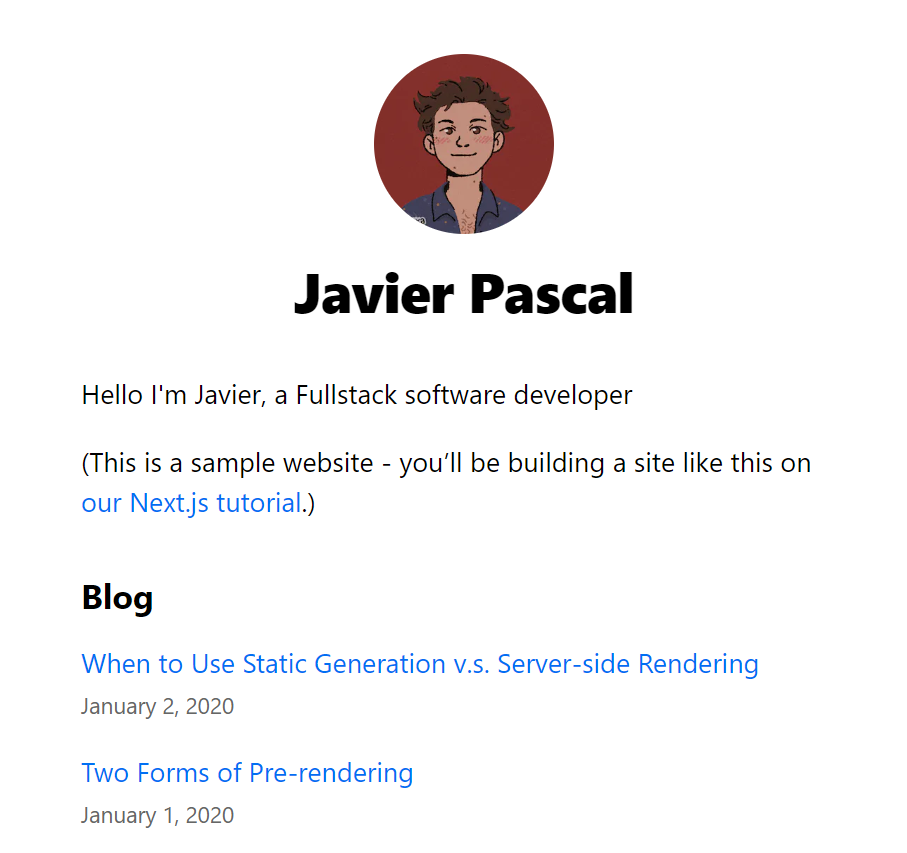 Javier Pascal
Hello I'm Javier, a Fullstack software developer
(This is a sample website - you’ll be building a site like this on
our Next.js tutorial.)
Blog
When to Use Static Generation v.s. Server-side Rendering
January 2, 2020
Two Forms of Pre-rendering
January 1, 2020